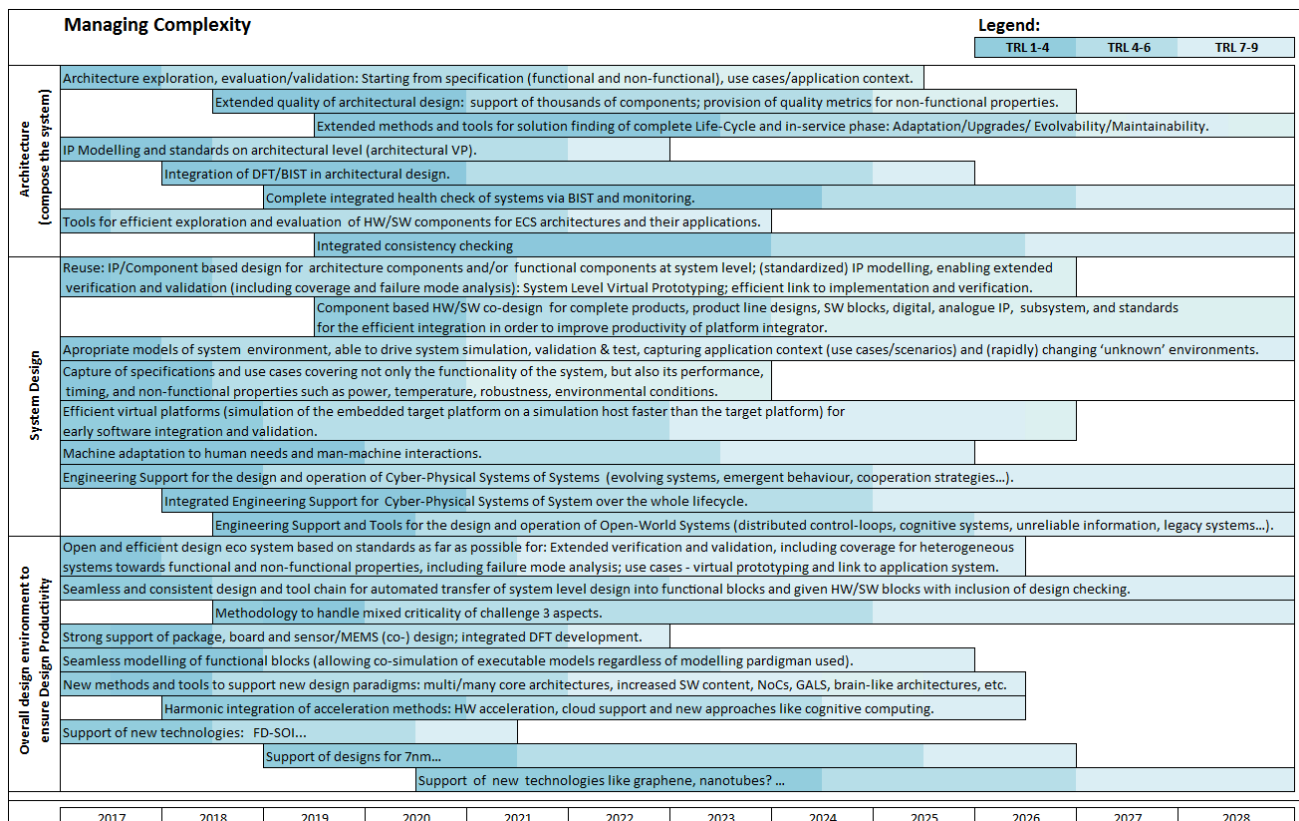 Managing Complexity
Legend:
TRL 1-4
TRL 4-6
TRL 7-9
Architecture
(compose the system)
Architecture exploration, evaluation/validation: Starting from specification (functional and non-functional), use cases/application context.
Extended quality of architectural design: support of thousands of components; provision of quality metrics for non-functional properties.
Extended methods and tools for solution finding of complete Life-Cycle and in-service phase: Adaptation/Upgrades/ Evolvability/Maintainability.
IP Modelling and standards on architectural level (architectural VP).
Integration of DFT/BIST in architectural design.
Complete integrated health check of systems via BIST and monitoring.
Tools for efficient exploration and evaluation of HW/SW components for ECS architectures and their applications.
Integrated consistency checking
System Design
Reuse: IP/Component based design for architecture components and/or functional components at system level; (standardized) IP modelling, enabling extended
verification and validation (including coverage and failure mode analysis): System Level Virtual Prototyping; efficient link to implementation and verification.
Component based HW/SW co-design for complete products, product line designs, SW blocks, digital, analogue IP, subsystem, and standards
for the efficient integration in order to improve productivity of platform integrator.
Apropriate models of system environment, able to drive system simulation, validation & test, capturing application context (use cases/scenarios) and (rapidly) changing 'unknown' environments.
Capture of specifications and use cases covering not only the functionality of the system, but also its performance,
timing, and non-functional properties such as power, temperature, robustness, environmental conditions.
Efficient virtual platforms (simulation of the embedded target platform on a simulation host faster than the target platform) for
early software integration and validation.
Machine adaptation to human needs and man-machine interactions.
Engineering Support for the design and operation of Cyber-Physical Systems of Systems (evolving systems, emergent behaviour, cooperation strategies...).
Integrated Engineering Support for Cyber-Physical Systems of System over the whole lifecycle.
Engineering Support and Tools for the design and operation of Open-World Systems (distributed control-loops, cognitive systems, unreliable information, legacy systems...).
Overall design environment to
ensure Design Productivity
Open and efficient design eco system based on standards as far as possible for: Extended verification and validation, including coverage for heterogeneous
systems towards functional and non-functional properties, including failure mode analysis; use cases - virtual prototyping and link to application system.
Seamless and consistent design and tool chain for automated transfer of system level design into functional blocks and given HW/SW blocks with inclusion of design checking.
Methodology to handle mixed criticality of challenge 3 aspects.
Strong support of package, board and sensor/MEMS (co-) design; integrated DFT development.
Seamless modelling of functional blocks (allowing co-simulation of executable models regardless of modelling pardigman used).
New methods and tools to support new design paradigms: multi/many core architectures, increased SW content, NoCs, GALS, brain-like architectures, etc.
Harmonic integration of acceleration methods: HW acceleration, cloud support and new approaches like cognitive computing.
Support of new technologies: FD-SOI...
Support of designs for 7nm...
Support of new technologies like graphene, nanotubes? ...
2017
2018
2019
2020
2021
2022
2023
2024
2025
2026
2027
2028